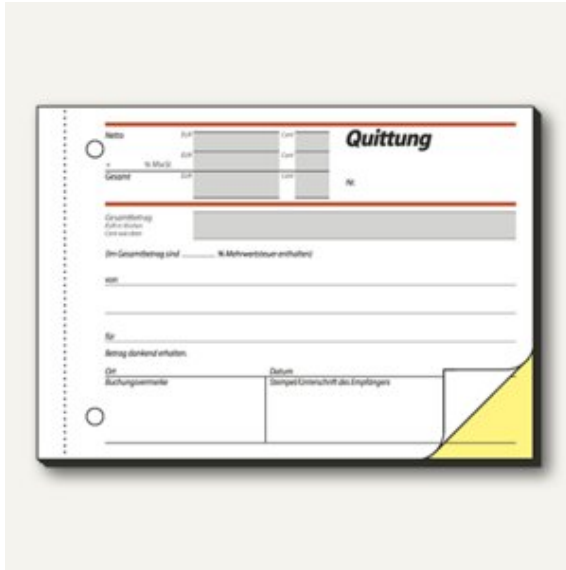 Netto EUR Cent Quittung
EUR Cent
+ % MwSt.
Gesamt EUR Cent Nr.
Gesamtbetrag
EUR in Worten
Cent wie oben
(Im Gesamtbetrag sind % Mehrwertsteuer enthalten)
von
für
Betrag dankend erhalten.
Ort Datum
Buchungsvermerke Stempel/Unterschrift des Empfängers